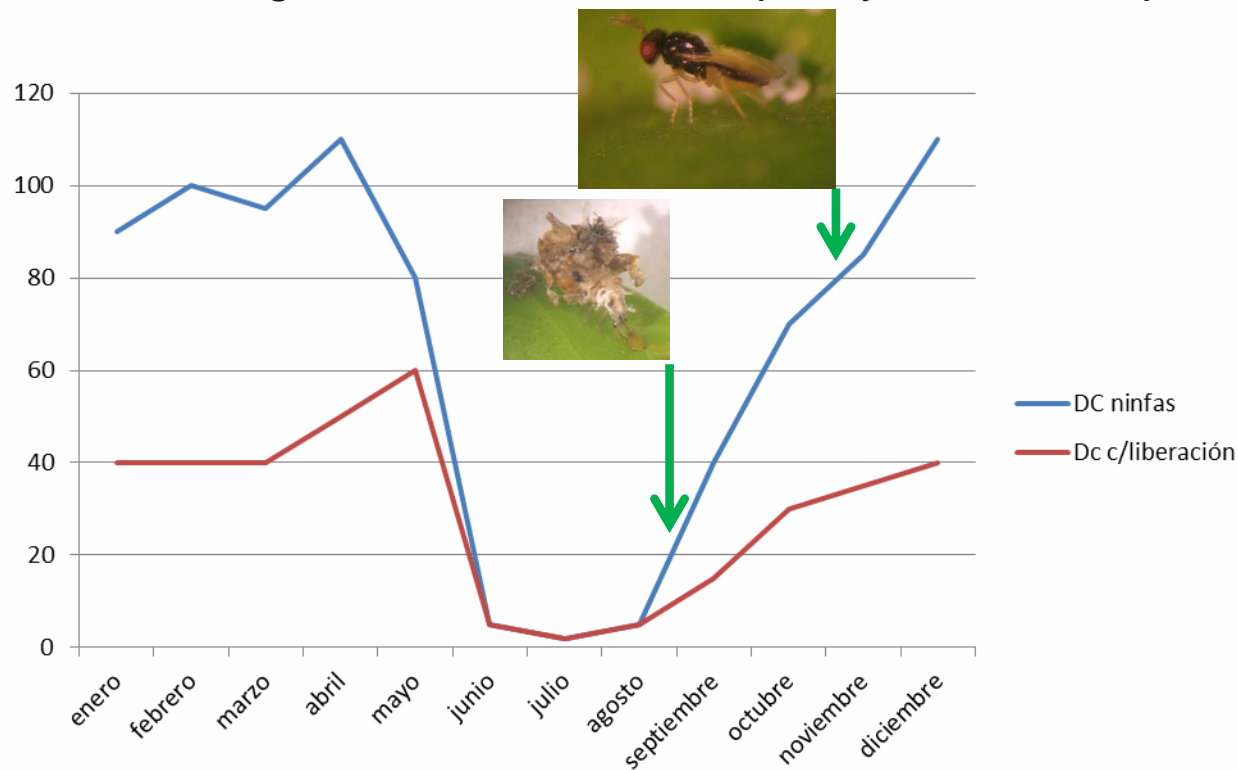 120
100
80
60
40
20
0
enero
febrero
marzo
abril
mayo
junio
julio
agosto
septiembre
octubre
noviembre
diciembre
DC ninfas
Dc c/liberación